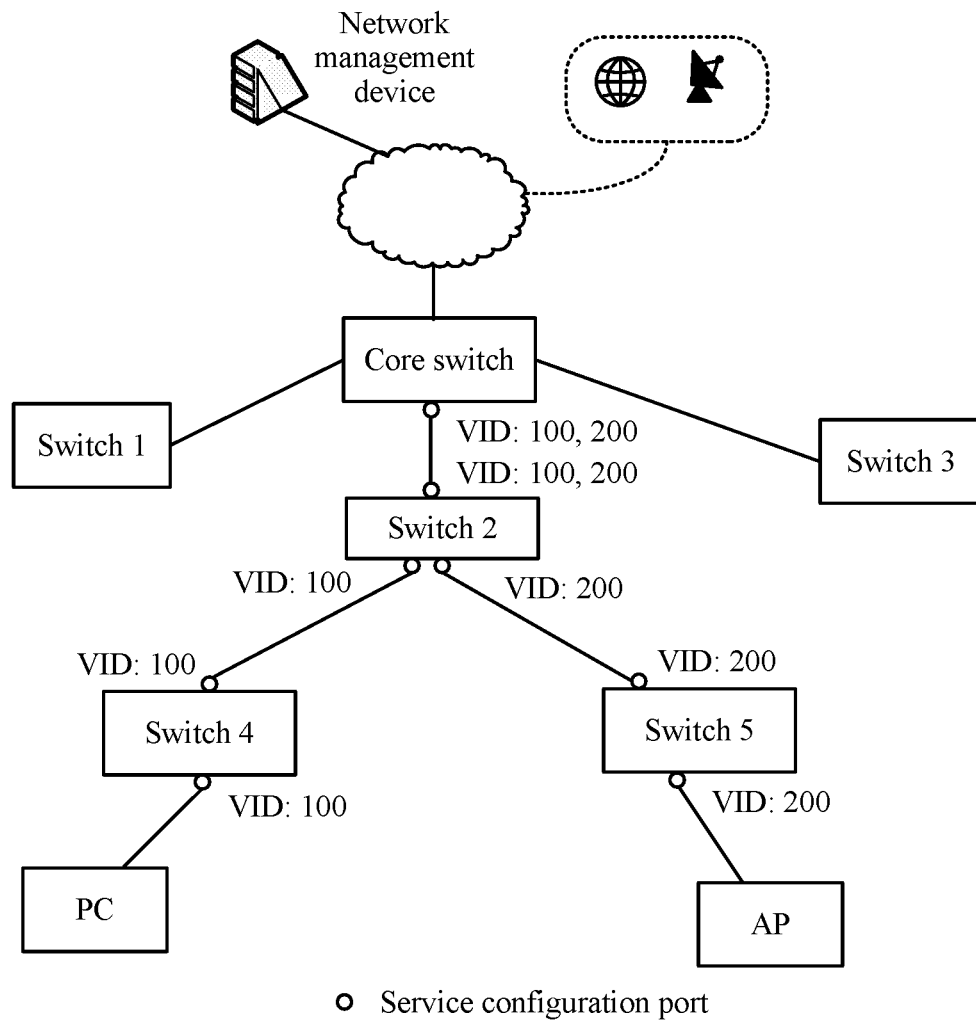 Network
management
device
Core switch
Switch 1
VID: 100, 200
Switch 3
VID: 100, 200
Switch 2
VID: 100
VID: 200
VID: 100
VID: 200
Switch 4
Switch 5
VID: 100
VID: 200
PC
AP
Service configuration port